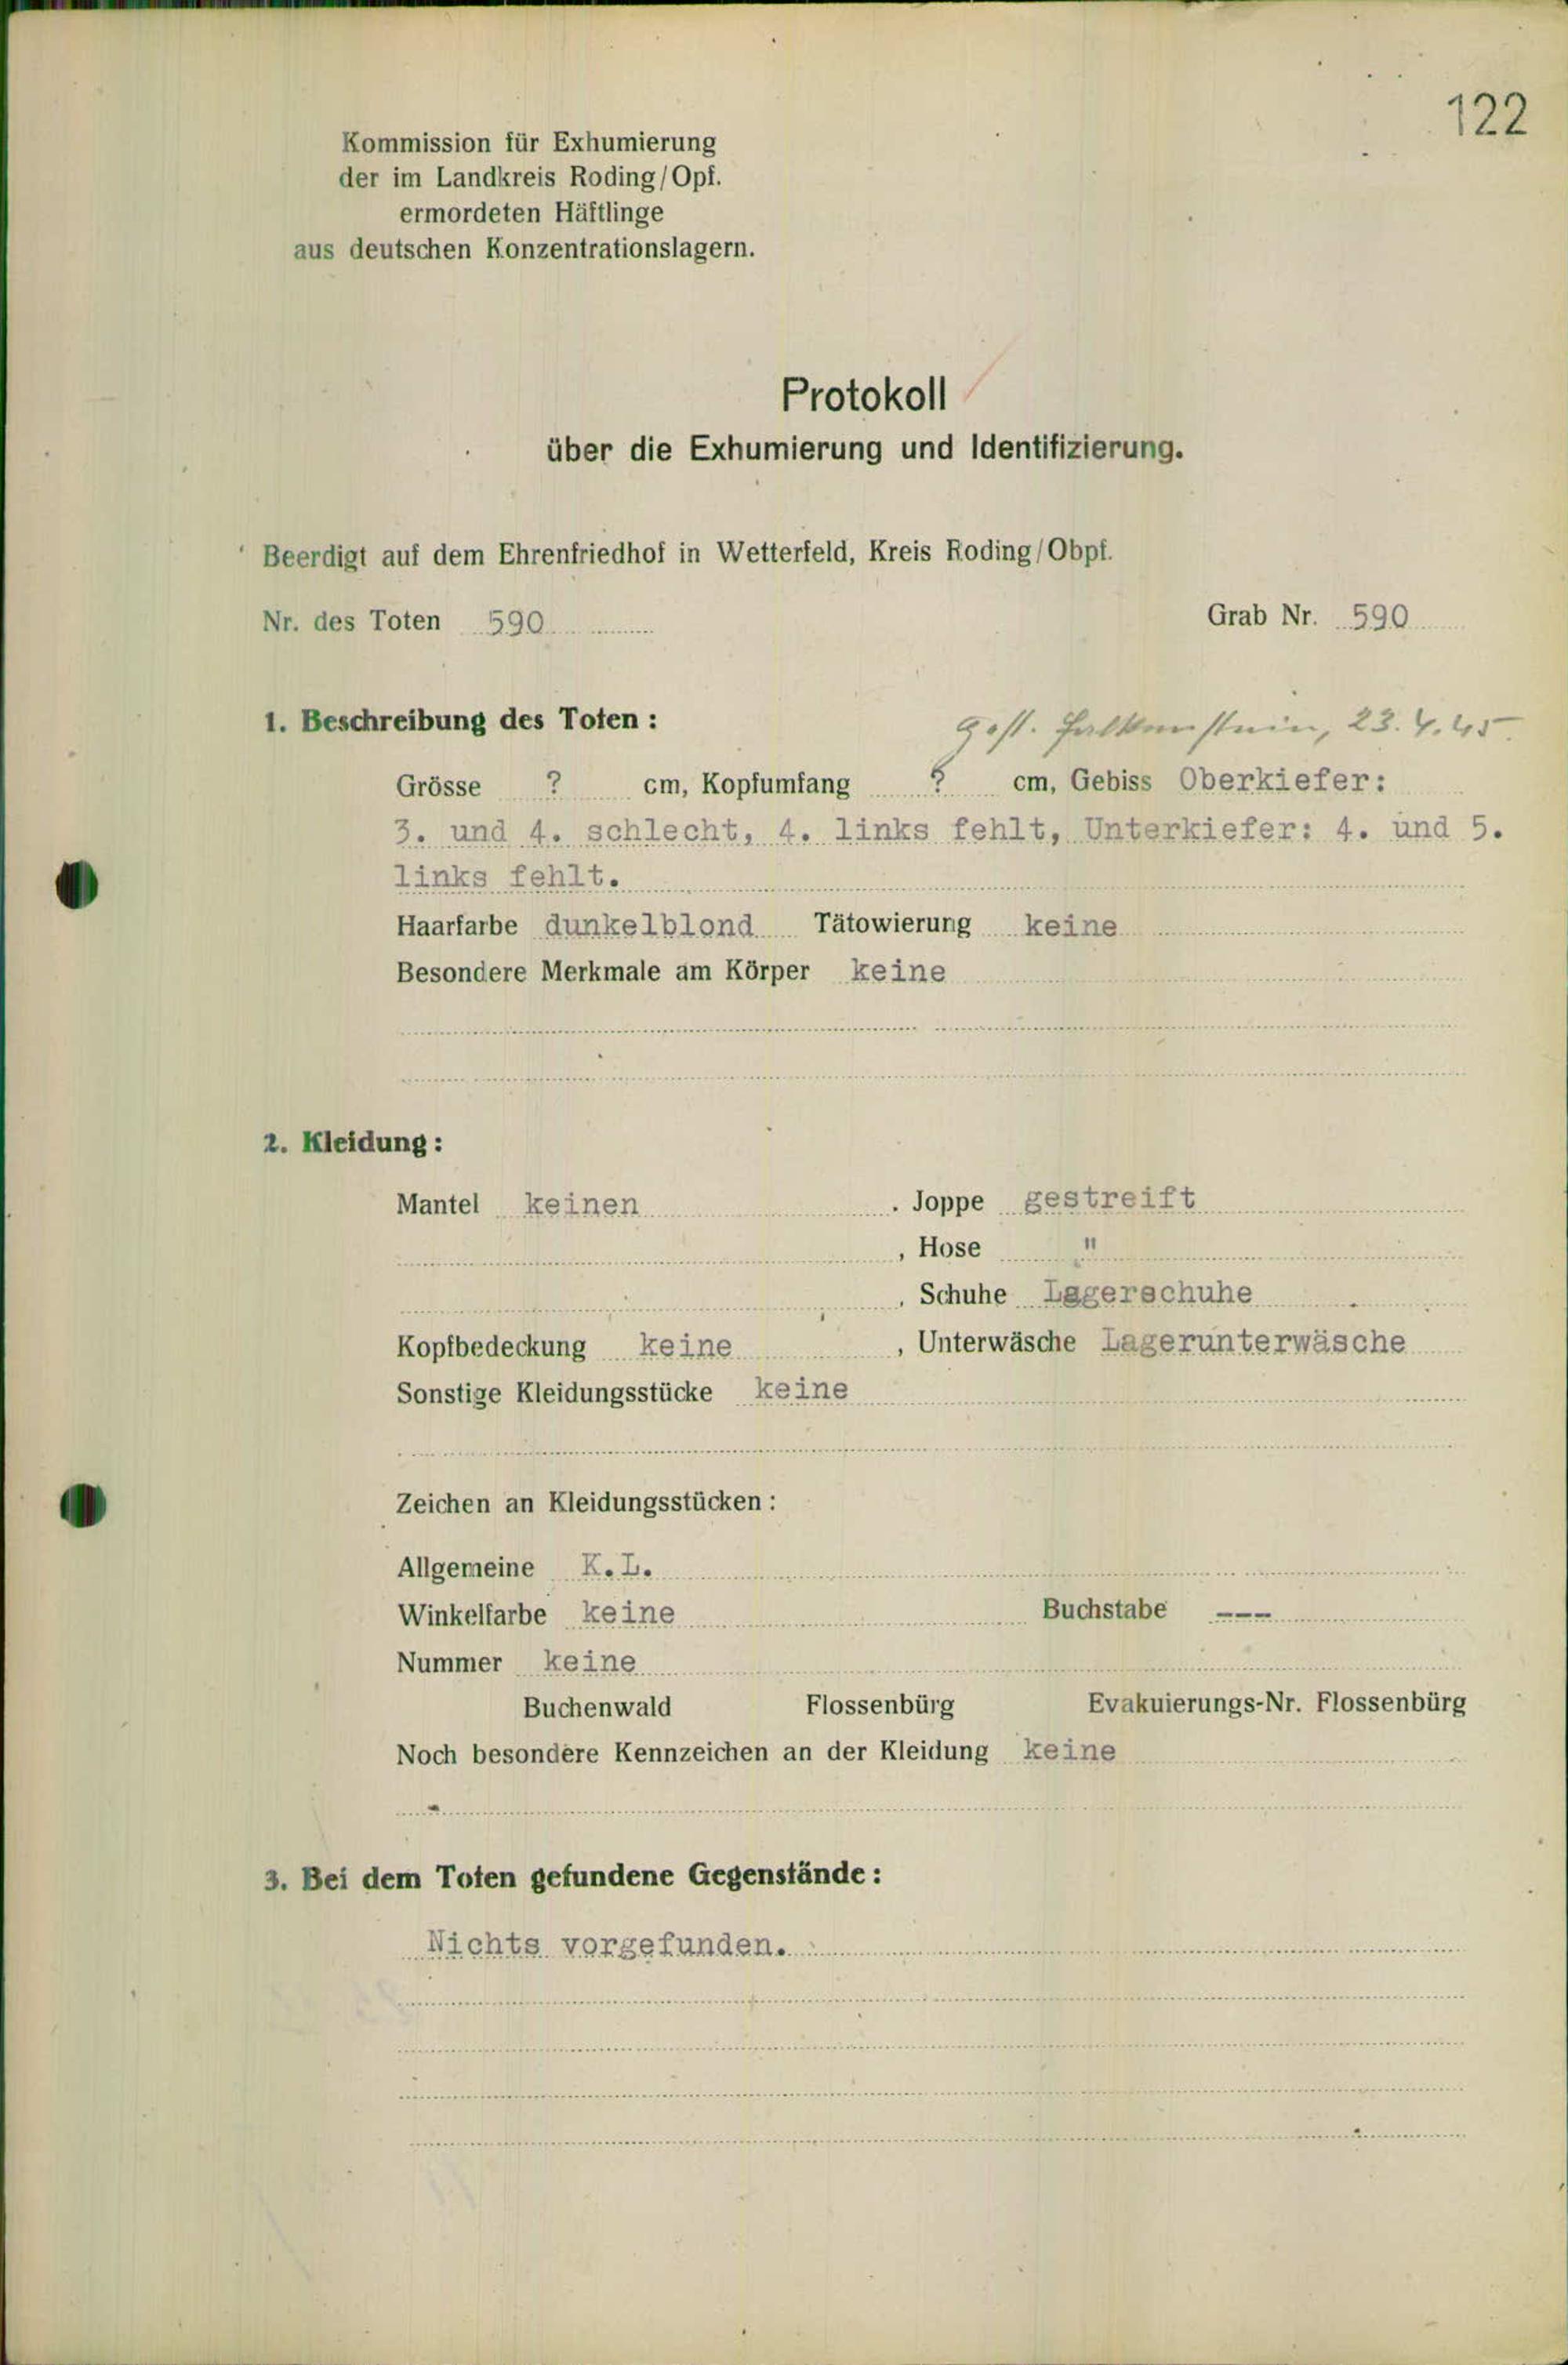 122
Kommission für Exhumierung
der im Landkreis Roding/Opf.
ermordeten Häftlinge
aus deutschen Konzentrationslagern.
Protokoll
über die Exhumierung und Identifizierung.
Beerdigt auf dem Ehrenfriedhof in Wetterfeld, Kreis Roding/Obpf.
Nr. des Toten 590 Grab Nr. 590
1. Beschreibung des Toten :
gest. Falkenstein, 23.4.45
Grösse ? cm, Kopfumfang ? cm, Gebiss Oberkiefer:
3. und 4. schlecht, 4. links fehlt, Unterkiefer: 4. und 5.
links fehlt.
Haarfarbe dunkelblond Tätowierung keine
Besondere Merkmale am Körper keine
2. Kleidung :
Mantel keinen . Joppe gestreift
, Hose "
, Schuhe Lagerschuhe
Kopfbedeckung keine , Unterwäsche Lagerunterwäsche
Sonstige Kleidungsstücke keine
Zeichen an Kleidungsstücken :
Allgemeine K.L.
Winkelfarbe keine Buchstabe ---
Nummer keine
Buchenwald Flossenbürg Evakuierungs-Nr. Flossenbürg
Noch besondere Kennzeichen an der Kleidung keine
3. Bei dem Toten gefundene Gegenstände :
Nichts vorgefunden.